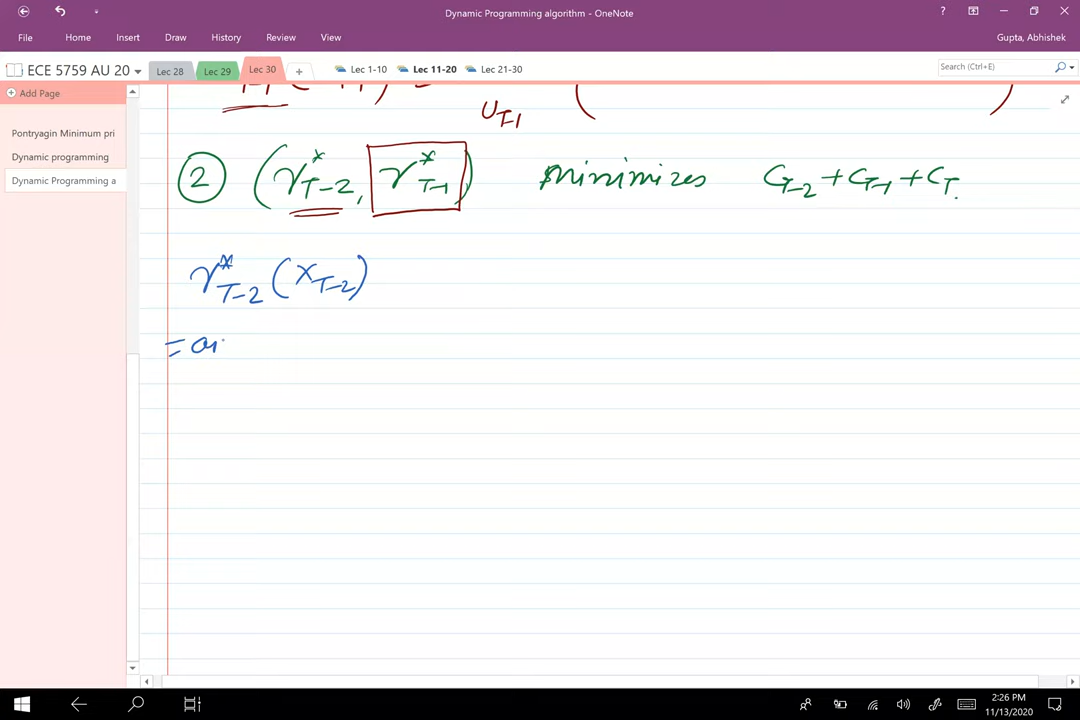 Dynamic Programming algorithm - OneNote
Gupta, Abhishek
File Home Insert Draw History Review View
ECE 5759 AU 20 Lec 28 Lec 29 Lec 30 Lec 1-10 Lec 11-20 Lec 21-30
Search (Ctrl+E)
Add Page
Pontryagin Minimum pri
Dynamic programming
Dynamic Programming a
U_{T-1} ( )
② (γ*_{T-2}, γ*_{T-1}) minimizes C_{T-2} + C_{T-1} + C_T.
γ*_{T-2} (x_{T-2})
= ar
2:26 PM
11/13/2020